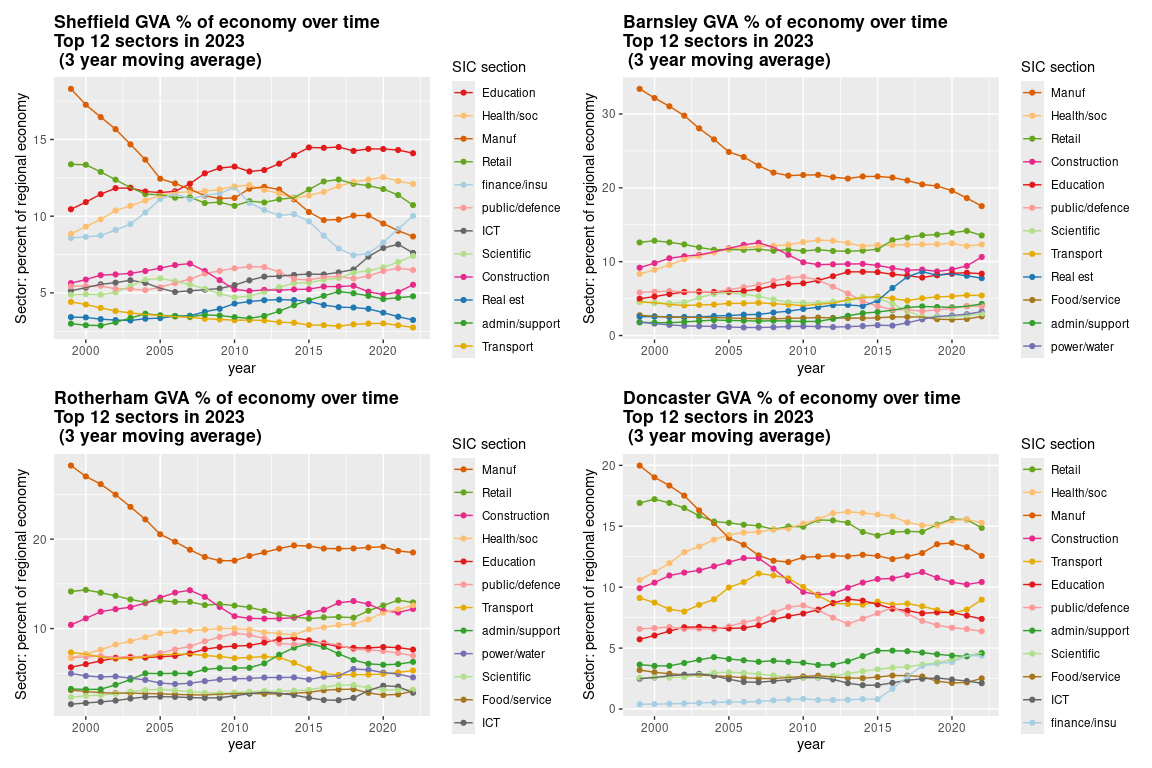 Sheffield GVA % of economy over time
Top 12 sectors in 2023
(3 year moving average)
Sector: percent of regional economy
15
10
5
2000
2005
2010
2015
2020
year
SIC section
Education
Health/soc
Manuf
Retail
finance/insu
public/defence
ICT
Scientific
Construction
Real est
admin/support
Transport
Barnsley GVA % of economy over time
Top 12 sectors in 2023
(3 year moving average)
Sector: percent of regional economy
30
20
10
0
2000
2005
2010
2015
2020
year
SIC section
Manuf
Health/soc
Retail
Construction
Education
public/defence
Scientific
Transport
Real est
Food/service
admin/support
power/water
Rotherham GVA % of economy over time
Top 12 sectors in 2023
(3 year moving average)
Sector: percent of regional economy
20
10
2000
2005
2010
2015
2020
year
SIC section
Manuf
Retail
Construction
Health/soc
Education
public/defence
Transport
admin/support
power/water
Scientific
Food/service
ICT
Doncaster GVA % of economy over time
Top 12 sectors in 2023
(3 year moving average)
Sector: percent of regional economy
20
15
10
5
0
2000
2005
2010
2015
2020
year
SIC section
Retail
Health/soc
Manuf
Construction
Transport
Education
public/defence
admin/support
Scientific
Food/service
ICT
finance/insu